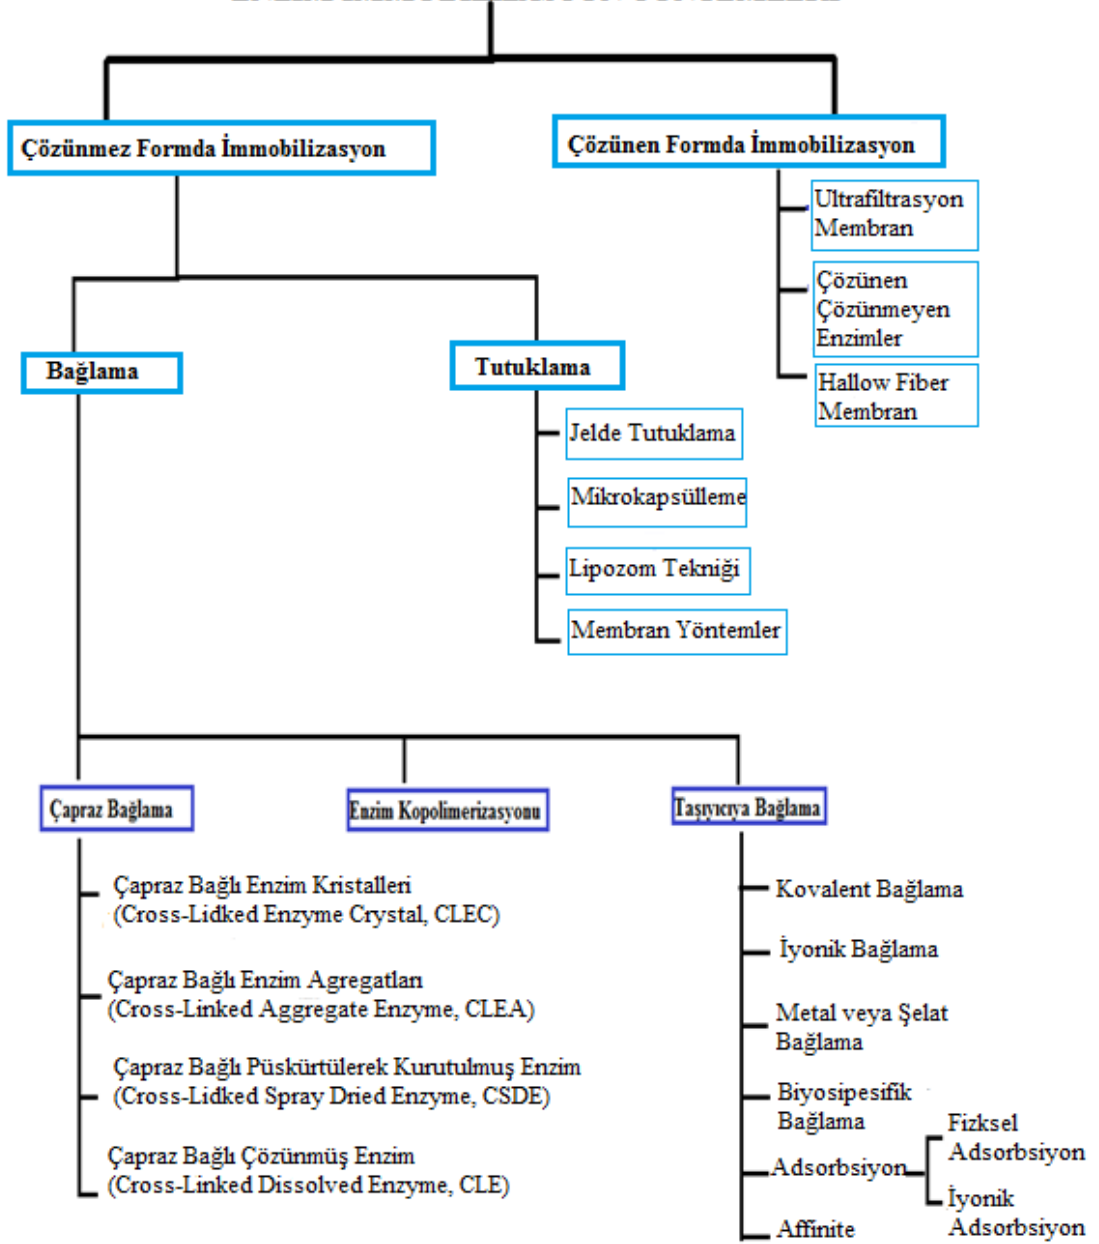 Çözünmez Formda İmmobilizasyon
Çözünen Formda İmmobilizasyon
Ultrafiltrasyon
Membran
Çözünen
Çözünmeyen
Enzimler
Hallow Fiber
Membran
Bağlama
Tutuklama
Jelde Tutuklama
Mikrokapsülleme
Lipozom Tekniği
Membran Yöntemler
Çapraz Bağlama
Enzim Kopolimerizasyonu
Taşıyıcıya Bağlama
Çapraz Bağlı Enzim Kristalleri
(Cross-Lidked Enzyme Crystal, CLEC)
Çapraz Bağlı Enzim Agregatları
(Cross-Linked Aggregate Enzyme, CLEA)
Çapraz Bağlı Püskürtülerek Kurutulmuş Enzim
(Cross-Lidked Spray Dried Enzyme, CSDE)
Çapraz Bağlı Çözünmüş Enzim
(Cross-Linked Dissolved Enzyme, CLE)
Kovalent Bağlama
İyonik Bağlama
Metal veya Şelat
Bağlama
Biyosipesifik
Bağlama
Adsorbsiyon
Fizksel
Adsorbsiyon
İyonik
Adsorbsiyon
Affinite